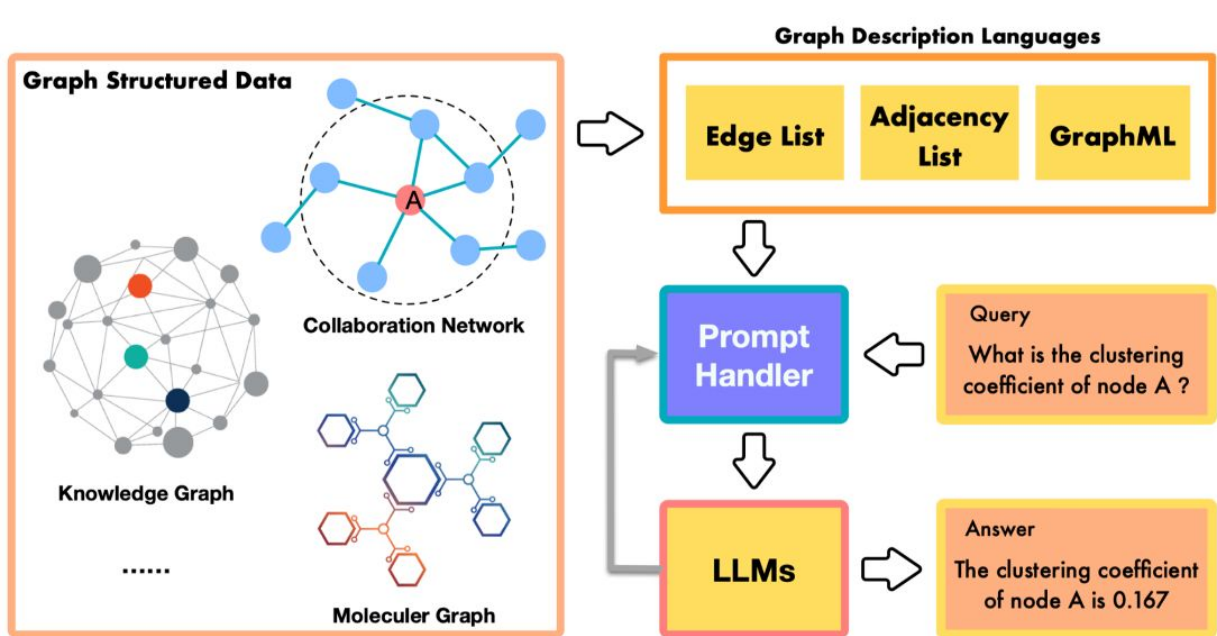 Graph Structured Data
A
Collaboration Network
Knowledge Graph
......
Moleculer Graph
Graph Description Languages
Edge List
Adjacency
List
GraphML
Prompt
Handler
Query
What is the clustering
coefficient of node A ?
LLMs
Answer
The clustering coefficient
of node A is 0.167